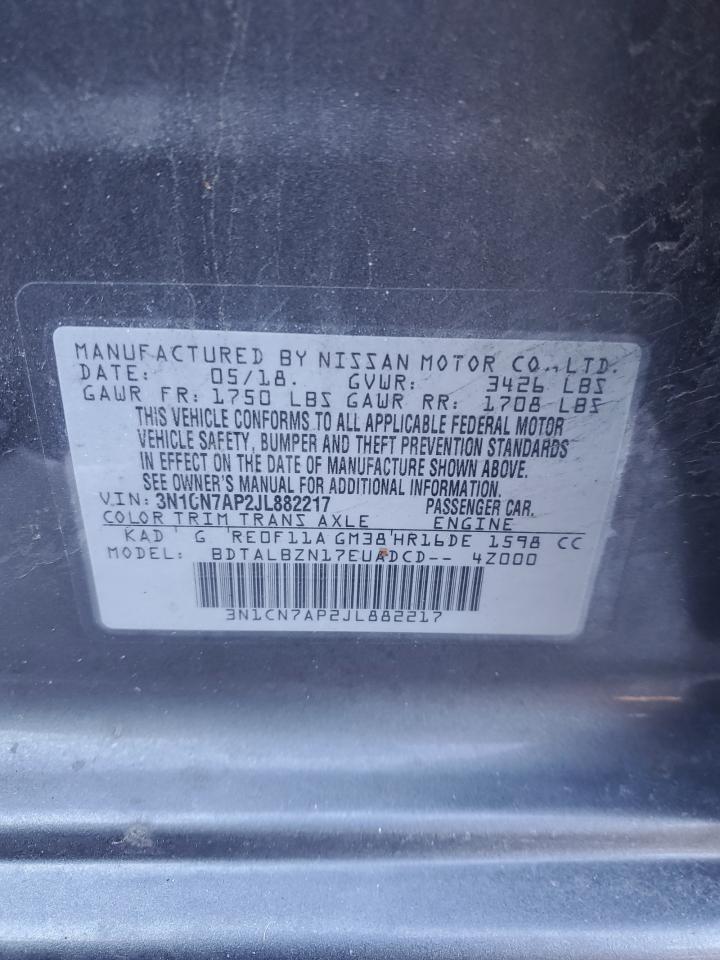 MANUFACTURED BY NISSAN MOTOR CO.,LTD.
DATE: 05/18. GVWR: 3426 LBS
GAWR FR: 1750 LBS GAWR RR: 1708 LBS
THIS VEHICLE CONFORMS TO ALL APPLICABLE FEDERAL MOTOR
VEHICLE SAFETY, BUMPER AND THEFT PREVENTION STANDARDS
IN EFFECT ON THE DATE OF MANUFACTURE SHOWN ABOVE.
SEE OWNER'S MANUAL FOR ADDITIONAL INFORMATION.
VIN: 3N1CN7AP2JL882217 PASSENGER CAR.
COLOR TRIM TRANS AXLE ENGINE
KAD G RE0F11A GM38 HR16DE 1598 CC
MODEL: BDTALBZN17EUADCD-- 4Z000
3N1CN7AP2JL882217